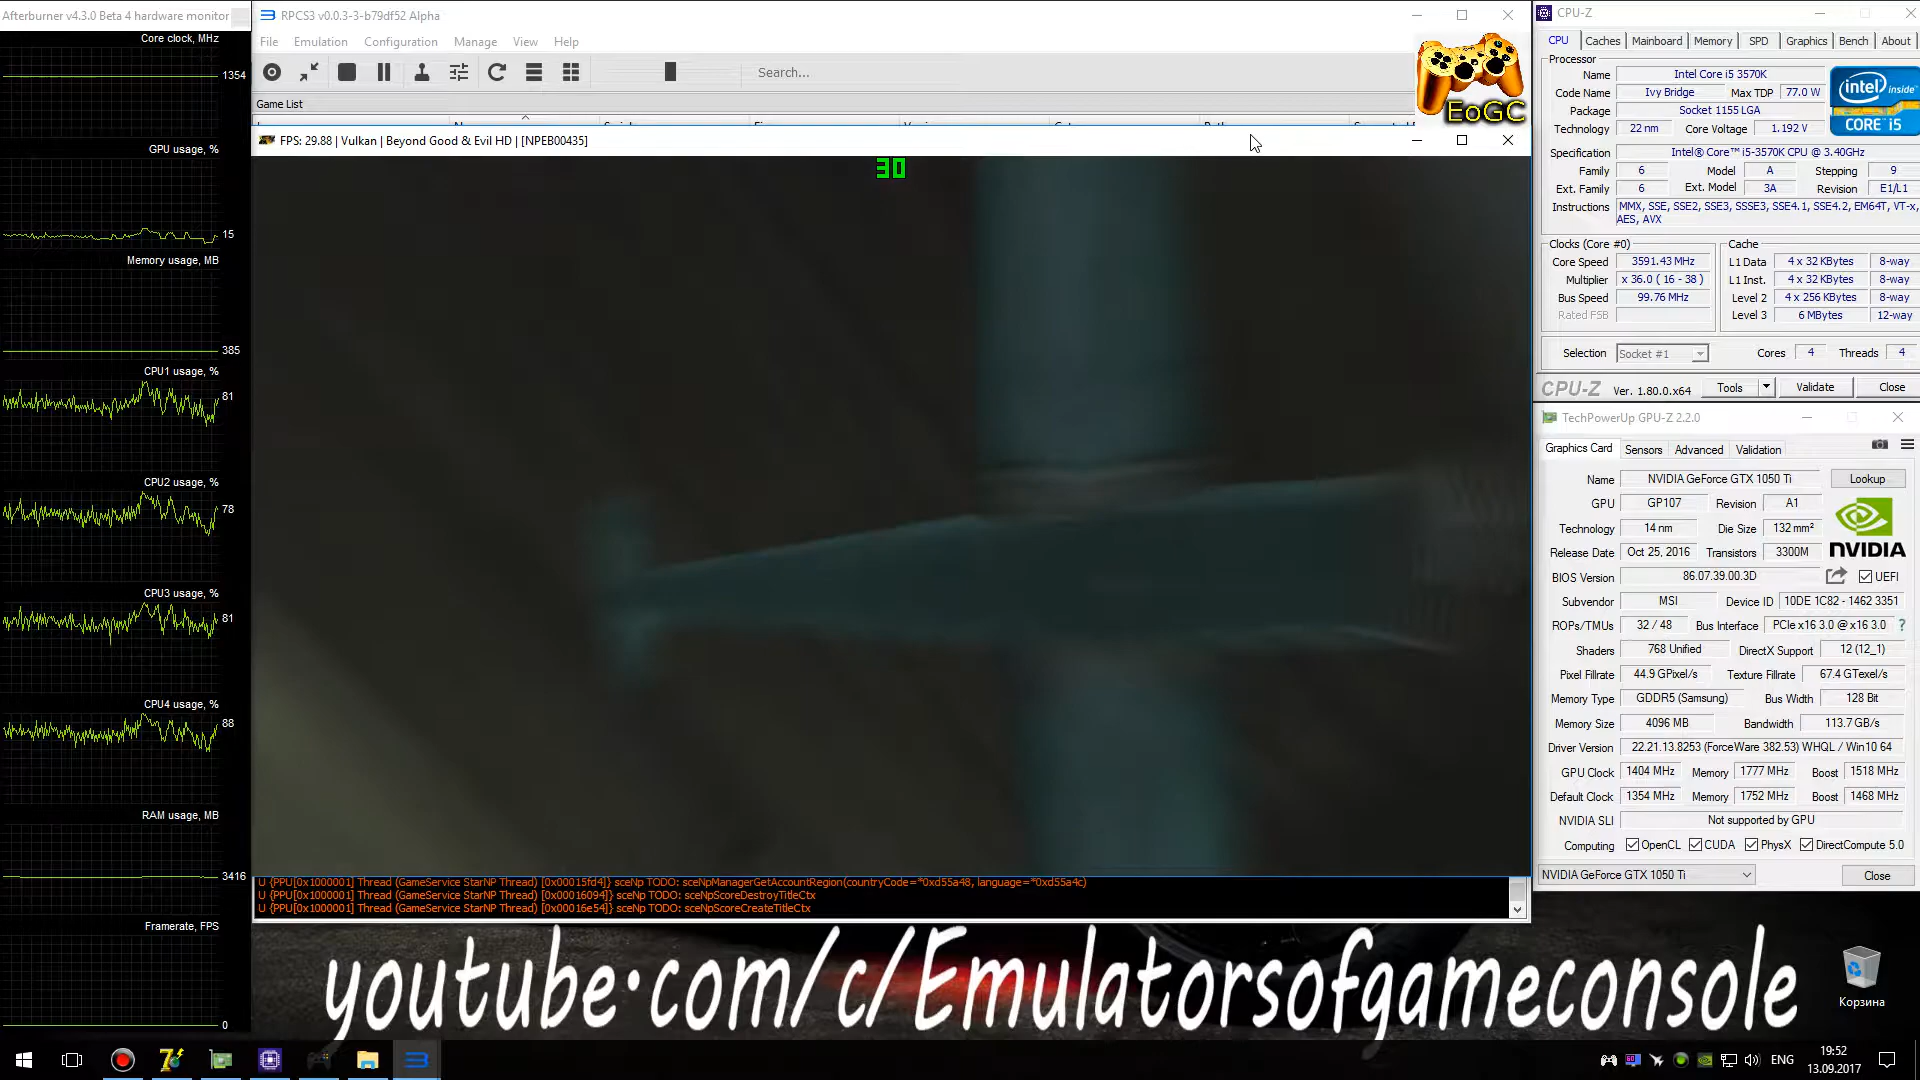 Afterburner v4.3.0 Beta 4 hardware monitor
Core clock, MHz
1354
GPU usage, %
15
Memory usage, MB
385
CPU1 usage, %
81
CPU2 usage, %
78
CPU3 usage, %
81
CPU4 usage, %
88
RAM usage, MB
3416
Framerate, FPS
0
RPCS3 v0.0.3-3-b79df52 Alpha
File Emulation Configuration Manage View Help
Search...
EoGC
Game List
FPS: 29.88 | Vulkan | Beyond Good & Evil HD | [NPEB00435]
30
U {PPU[0x1000001] Thread (GameService StarNP Thread) [0x00015fd4]} sceNp TODO: sceNpManagerGetAccountRegion(countryCode=*0xd55a48, language=*0xd55a4c)
U {PPU[0x1000001] Thread (GameService StarNP Thread) [0x00016094]} sceNp TODO: sceNpScoreDestroyTitleCtx
U {PPU[0x1000001] Thread (GameService StarNP Thread) [0x00016e54]} sceNp TODO: sceNpScoreCreateTitleCtx
CPU-Z
CPU Caches Mainboard Memory SPD Graphics Bench About
Processor
Name Intel Core i5 3570K
Code Name Ivy Bridge Max TDP 77.0 W
Package Socket 1155 LGA
Technology 22 nm Core Voltage 1.192 V
intel inside
CORE i5
Specification Intel® Core™ i5-3570K CPU @ 3.40GHz
Family 6 Model A Stepping 9
Ext. Family 6 Ext. Model 3A Revision E1/L1
Instructions MMX, SSE, SSE2, SSE3, SSSE3, SSE4.1, SSE4.2, EM64T, VT-x,
AES, AVX
Clocks (Core #0) Cache
Core Speed 3591.43 MHz L1 Data 4 x 32 KBytes 8-way
Multiplier x 36.0 ( 16 - 38 ) L1 Inst. 4 x 32 KBytes 8-way
Bus Speed 99.76 MHz Level 2 4 x 256 KBytes 8-way
Rated FSB Level 3 6 MBytes 12-way
Selection Socket #1 Cores 4 Threads 4
CPU-Z Ver. 1.80.0.x64 Tools Validate Close
TechPowerUp GPU-Z 2.2.0
Graphics Card Sensors Advanced Validation
Name NVIDIA GeForce GTX 1050 Ti Lookup
GPU GP107 Revision A1
Technology 14 nm Die Size 132 mm²
Release Date Oct 25, 2016 Transistors 3300M
NVIDIA
BIOS Version 86.07.39.00.3D UEFI
Subvendor MSI Device ID 10DE 1C82 - 1462 3351
ROPs/TMUs 32 / 48 Bus Interface PCIe x16 3.0 @ x16 3.0 ?
Shaders 768 Unified DirectX Support 12 (12_1)
Pixel Fillrate 44.9 GPixel/s Texture Fillrate 67.4 GTexel/s
Memory Type GDDR5 (Samsung) Bus Width 128 Bit
Memory Size 4096 MB Bandwidth 113.7 GB/s
Driver Version 22.21.13.8253 (ForceWare 382.53) WHQL / Win10 64
GPU Clock 1404 MHz Memory 1777 MHz Boost 1518 MHz
Default Clock 1354 MHz Memory 1752 MHz Boost 1468 MHz
NVIDIA SLI Not supported by GPU
Computing OpenCL CUDA PhysX DirectCompute 5.0
NVIDIA GeForce GTX 1050 Ti Close
youtube.com/c/Emulatorsofgameconsole
Корзина
ENG
19:52
13.09.2017